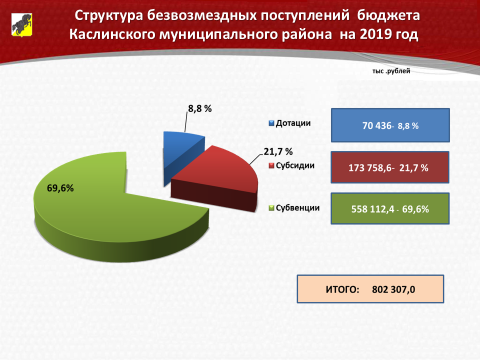 Структура безвозмездных поступлений бюджета
Каслинского муниципального района на 2019 год
тыс .рублей
8,8 %
21,7 %
69,6%
Дотации
Субсидии
Субвенции
70 436- 8,8 %
173 758,6- 21,7 %
558 112,4 - 69,6%
ИТОГО: 802 307,0